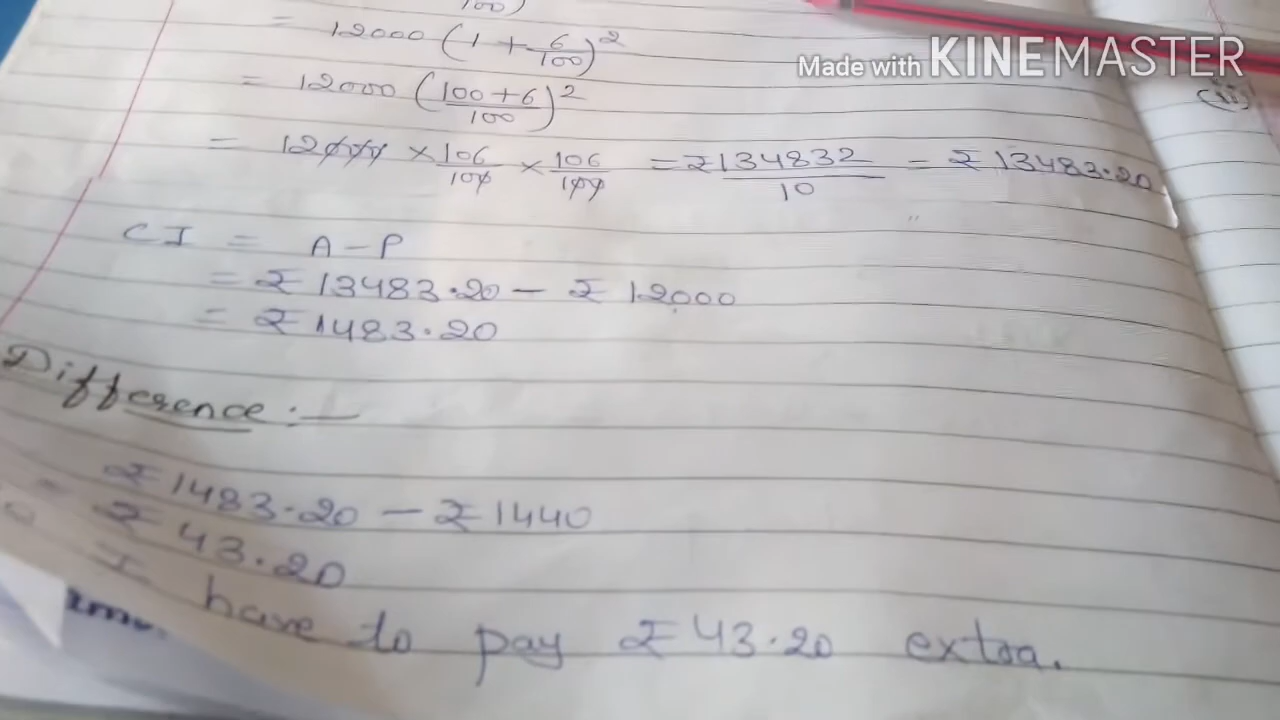 100)
= 12000 (1 + 6/100)^2
Made with KINEMASTER
= 12000 (100+6/100)^2
(ii)
= 12000 × 106/100 × 106/100 = ₹134832/10 = ₹13483.20
CI = A-P
= ₹13483.20 - ₹12000
= ₹1483.20
Difference:—
₹1483.20 - ₹1440
= ₹43.20
I have to pay ₹43.20 extra.